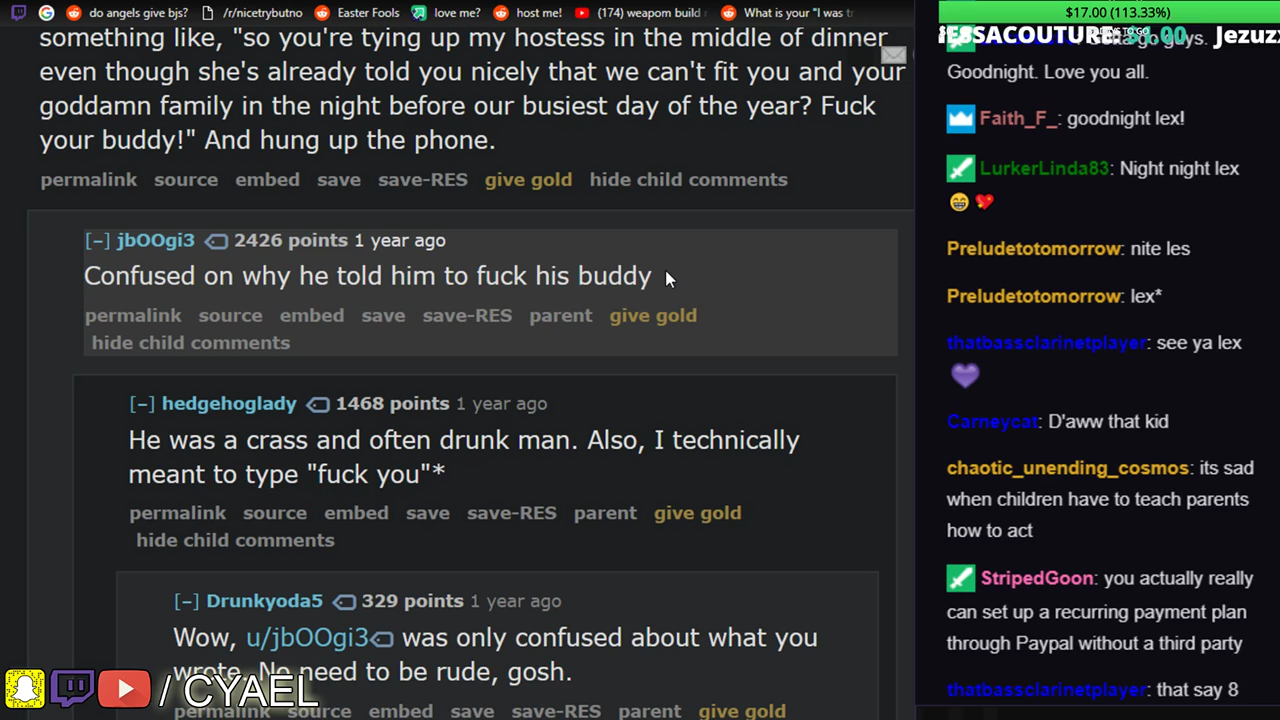 do angels give bjs?
/r/nicetrybutno
Easter Fools
love me?
host me!
(174) weapom build
What is your "I was t
something like, "so you're tying up my hostess in the middle of dinner
even though she's already told you nicely that we can't fit you and your
goddamn family in the night before our busiest day of the year? Fuck
your buddy!" And hung up the phone.
permalink source embed save save-RES give gold hide child comments
[–] jbOOgi3 2426 points 1 year ago
Confused on why he told him to fuck his buddy
permalink source embed save save-RES parent give gold
hide child comments
[–] hedgehoglady 1468 points 1 year ago
He was a crass and often drunk man. Also, I technically
meant to type "fuck you"*
permalink source embed save save-RES parent give gold
hide child comments
[–] Drunkyoda5 329 points 1 year ago
Wow, u/jbOOgi3 was only confused about what you
wrote. No need to be rude, gosh.
permalink source embed save save-RES parent give gold
/ CYAEL
$17.00 (113.33%)
ESSACOUTURE: $1.00 Jezuz
go guys.
Goodnight. Love you all.
Faith_F_: goodnight lex!
LurkerLinda83: Night night lex
😁 💖
Preludetotomorrow: nite les
Preludetotomorrow: lex*
thatbassclarinetplayer: see ya lex
💜
Carneycat: D'aww that kid
chaotic_unending_cosmos: its sad
when children have to teach parents
how to act
StripedGoon: you actually really
can set up a recurring payment plan
through Paypal without a third party
thatbassclarinetplayer: that say 8